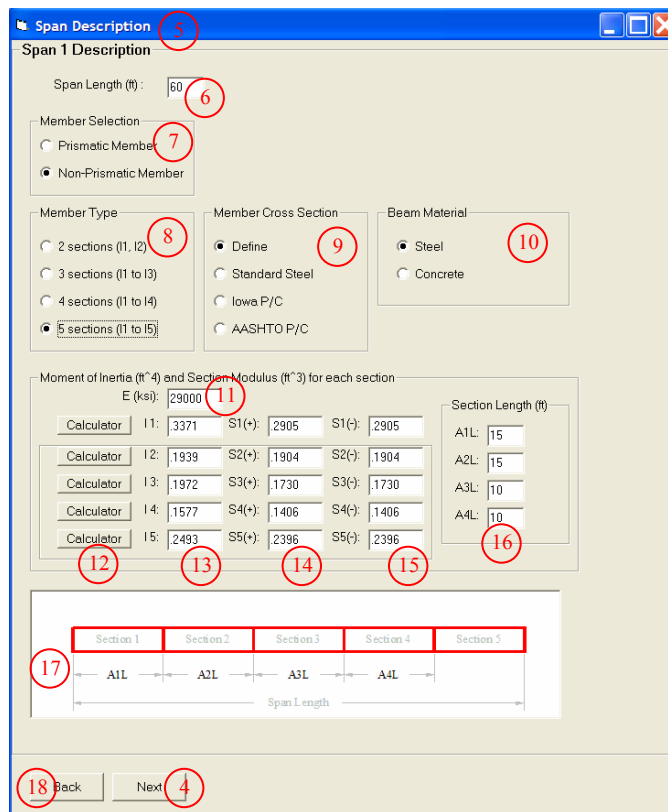 Span Description 5
Span 1 Description
Span Length (ft) : 60 6
Member Selection
Prismatic Member 7
Non-Prismatic Member
Member Type
2 sections (I1, I2) 8
3 sections (I1 to I3)
4 sections (I1 to I4)
5 sections (I1 to I5)
Member Cross Section
Define 9
Standard Steel
Iowa P/C
AASHTO P/C
Beam Material
Steel 10
Concrete
Moment of Inertia (ft^4) and Section Modulus (ft^3) for each section
E (ksi): 29000 11
Calculator I 1: .3371 S1(+): .2905 S1(-): .2905
Calculator I 2: .1939 S2(+): .1904 S2(-): .1904
Calculator I 3: .1972 S3(+): .1730 S3(-): .1730
Calculator I 4: .1577 S4(+): .1406 S4(-): .1406
Calculator I 5: .2493 S5(+): .2396 S5(-): .2396
12 13 14 15
Section Length (ft)
A1L: 15
A2L: 15
A3L: 10
A4L: 10
16
Section 1 Section 2 Section 3 Section 4 Section 5
17 A1L A2L A3L A4L
Span Length
18 Back Next 4